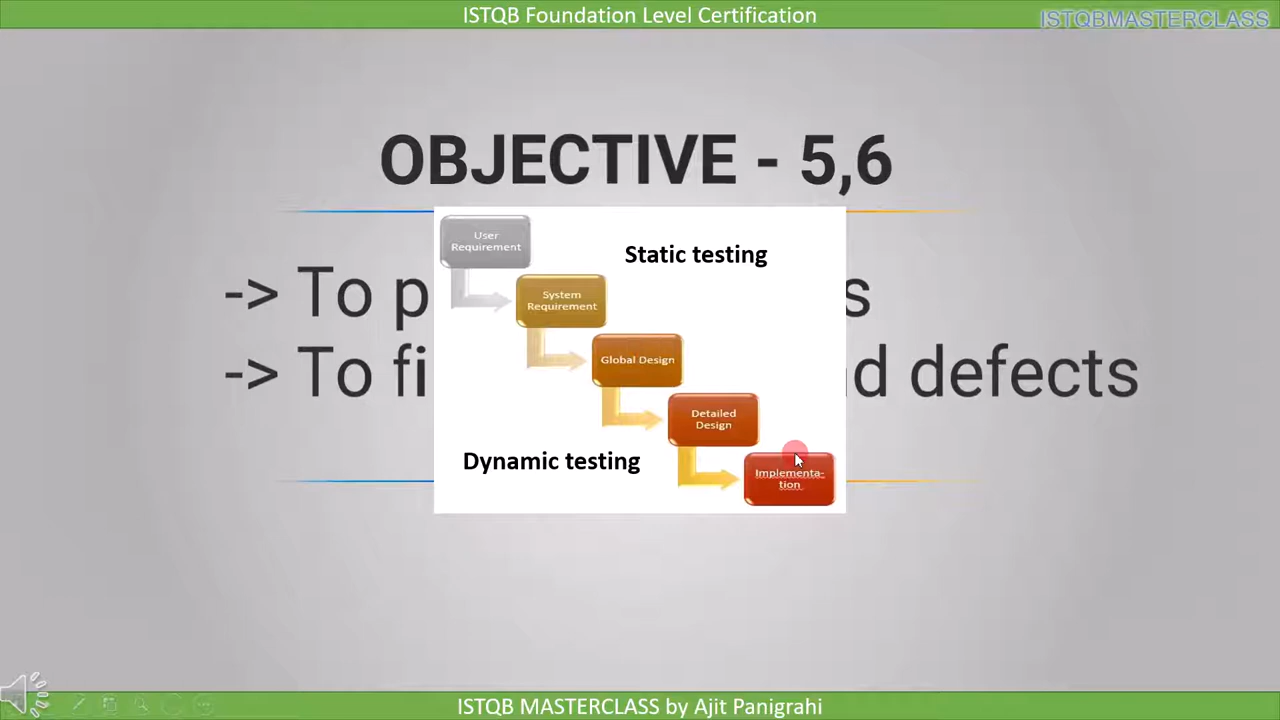 ISTQB Foundation Level Certification
ISTQBMASTERCLASS
OBJECTIVE - 5,6
-> To p s
-> To fi d defects
User
Requirement
Static testing
System
Requirement
Global Design
Detailed
Design
Dynamic testing
Implementa-
tion
ISTQB MASTERCLASS by Ajit Panigrahi